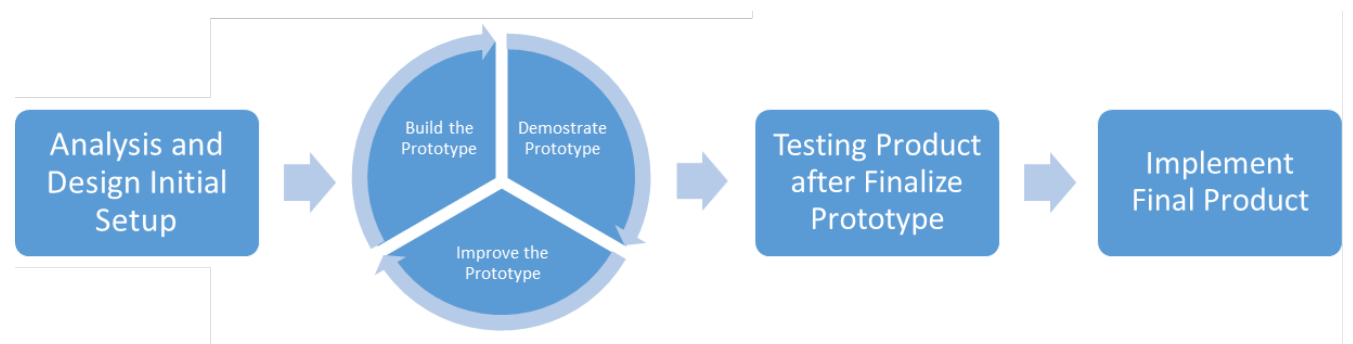 Analysis and
Design Initial
Setup
Build the
Prototype
Demostrate
Prototype
Improve the
Prototype
Testing Product
after Finalize
Prototype
Implement
Final Product